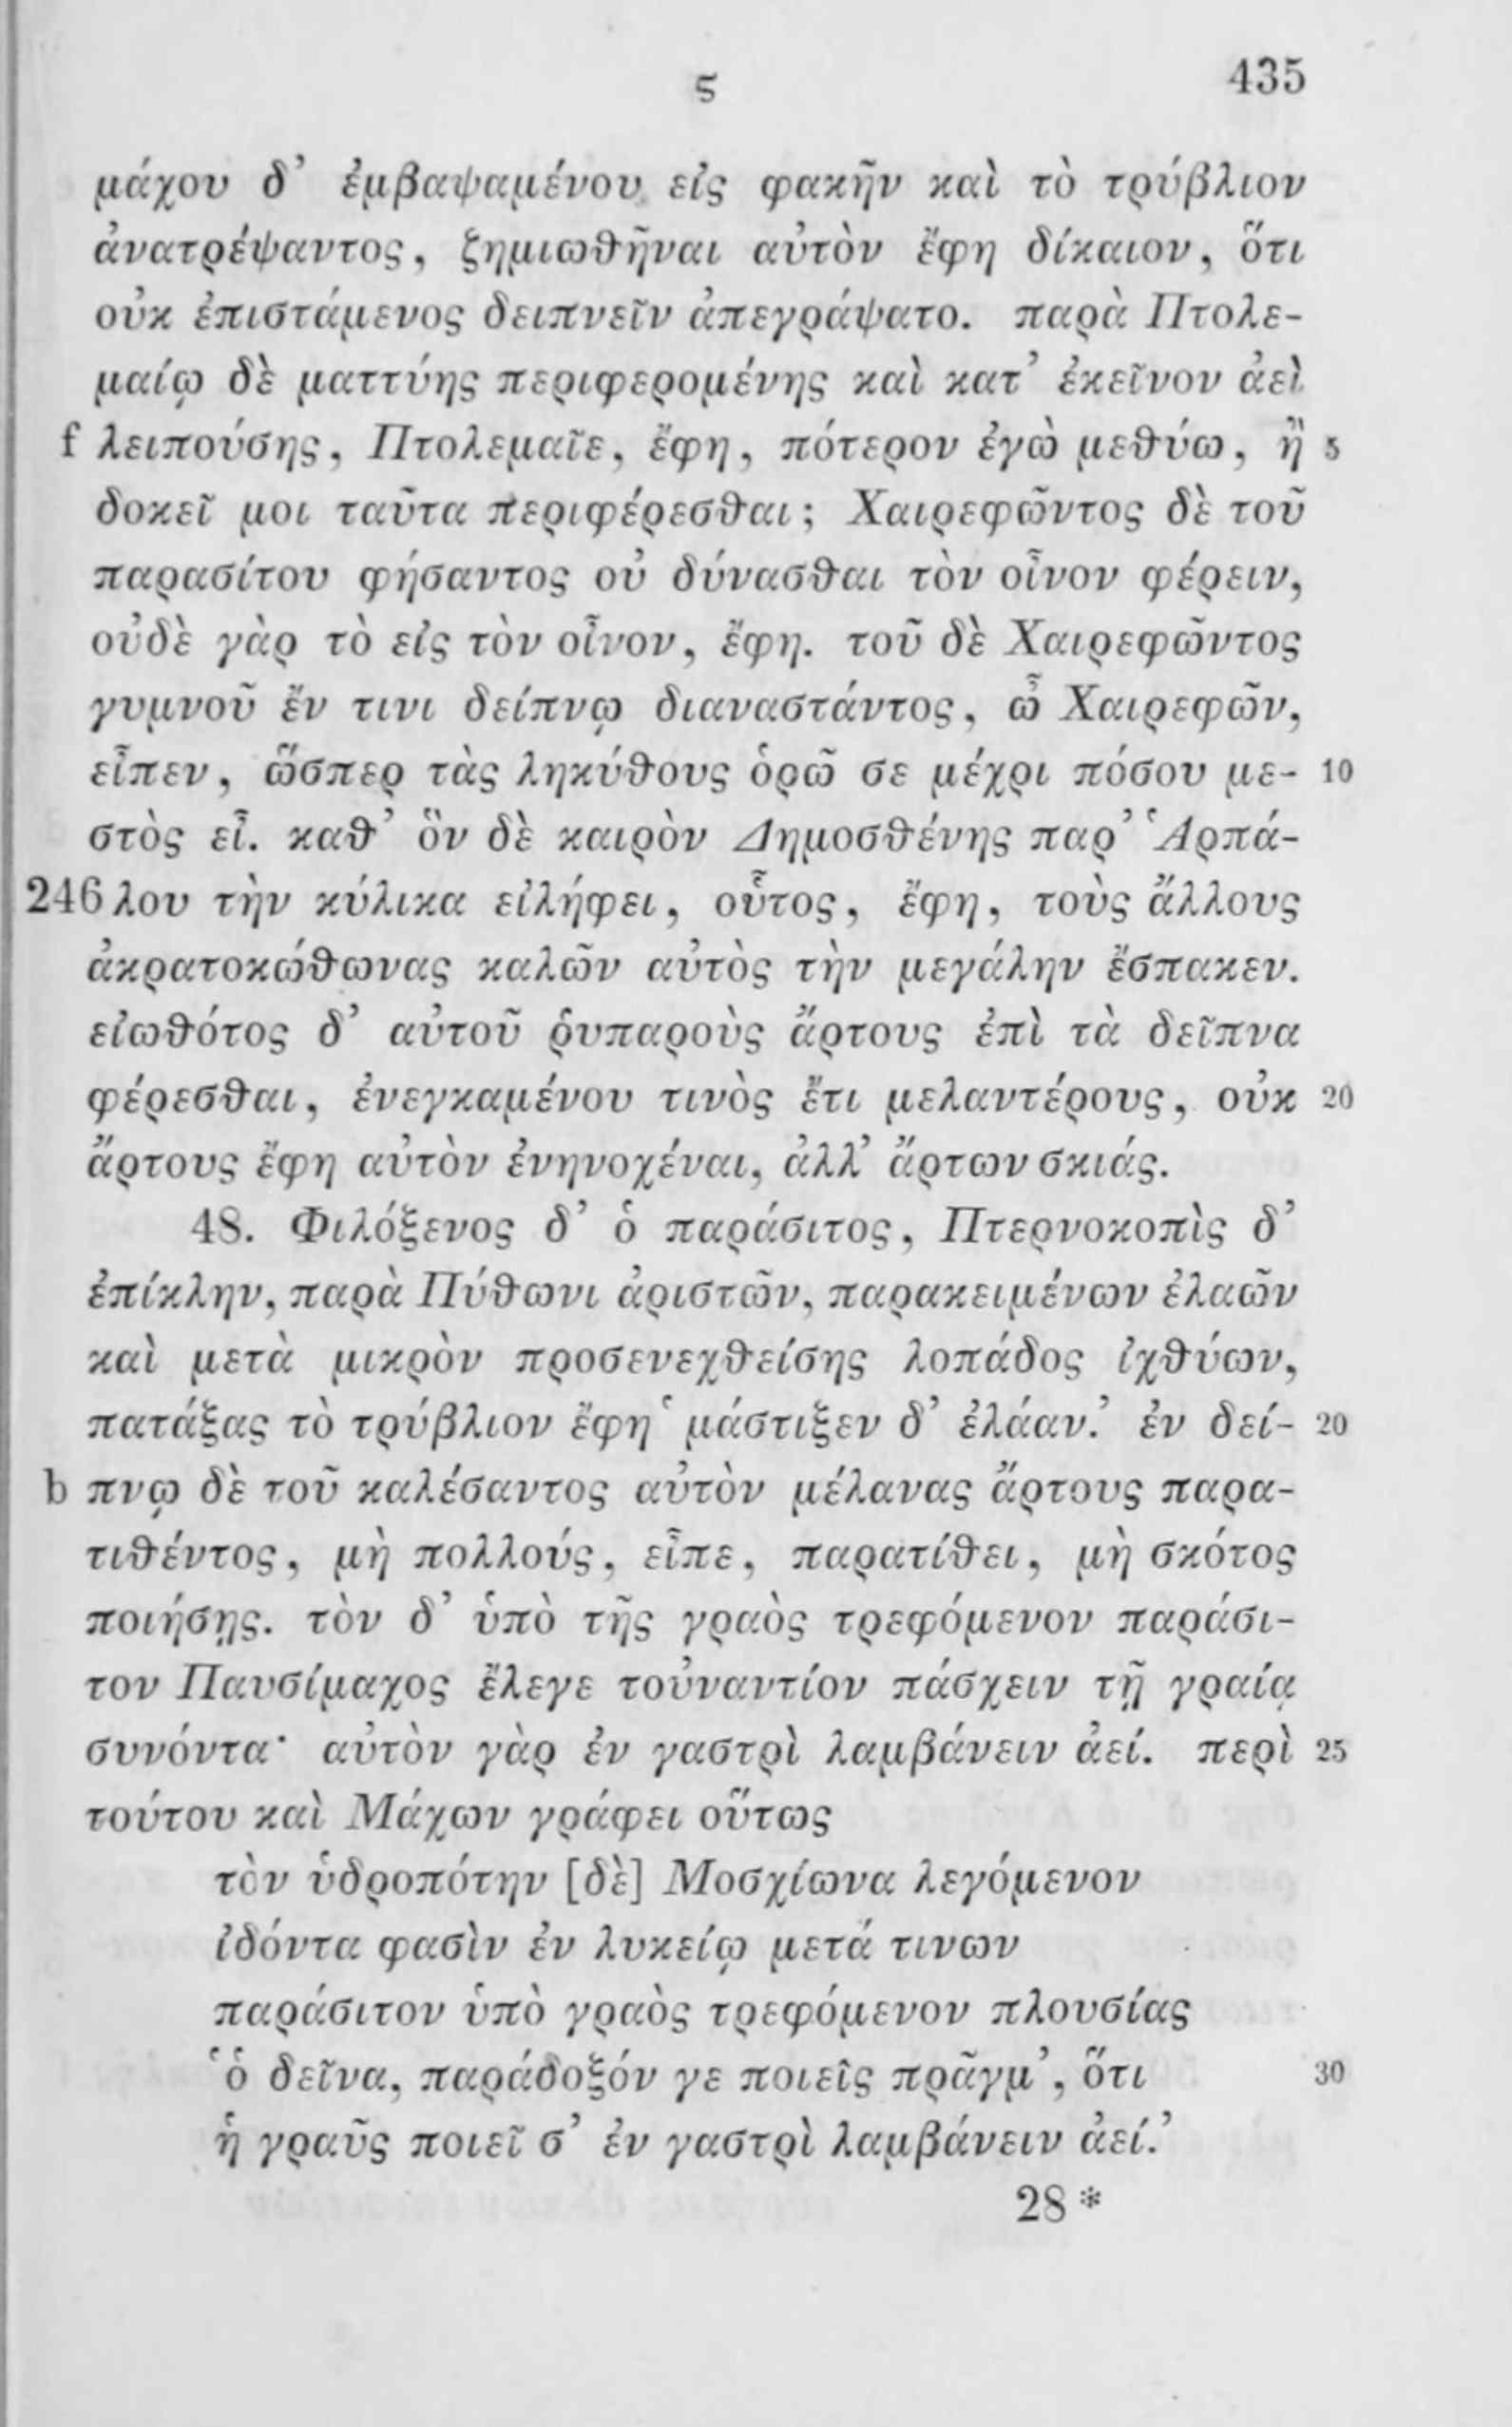 ϛ 435
μάχου δ’ ἐμβαψαμένου εἰς φακῆν καὶ τὸ τρύβλιον
ἀνατρέψαντος, ζημιωθῆναι αὐτὸν ἔφη δίκαιον, ὅτι
οὐκ ἐπιστάμενος δειπνεῖν ἀπεγράψατο. παρὰ Πτολε-
μαίῳ δὲ ματτύης περιφερομένης καὶ κατ’ ἐκεῖνον ἀεὶ
f λειπούσης, Πτολεμαῖε, ἔφη, πότερον ἐγὼ μεθύω, ἢ 5
δοκεῖ μοι ταῦτα περιφέρεσθαι; Χαιρεφῶντος δὲ τοῦ
παρασίτου φήσαντος οὐ δύνασθαι τὸν οἶνον φέρειν,
οὐδὲ γὰρ τὸ εἰς τὸν οἶνον, ἔφη. τοῦ δὲ Χαιρεφῶντος
γυμνοῦ ἔν τινι δείπνῳ διαναστάντος, ὦ Χαιρεφῶν,
εἶπεν, ὥσπερ τὰς ληκύθους ὁρῶ σε μέχρι πόσου με- 10
στὸς εἶ. καθ’ ὃν δὲ καιρὸν Δημοσθένης παρ’ Ἁρπά-
246 λου τὴν κύλικα εἰλήφει, οὗτος, ἔφη, τοὺς ἄλλους
ἀκρατοκώθωνας καλῶν αὐτὸς τὴν μεγάλην ἔσπακεν.
εἰωθότος δ’ αὐτοῦ ῥυπαροὺς ἄρτους ἐπὶ τὰ δεῖπνα
φέρεσθαι, ἐνεγκαμένου τινὸς ἔτι μελαντέρους, οὐκ 20
ἄρτους ἔφη αὐτὸν ἐνηνοχέναι, ἀλλ’ ἄρτων σκιάς.
48. Φιλόξενος δ’ ὁ παράσιτος, Πτερνοκοπὶς δ’
ἐπίκλην, παρὰ Πύθωνι ἀριστῶν, παρακειμένων ἐλαῶν
καὶ μετὰ μικρὸν προσενεχθείσης λοπάδος ἰχθύων,
πατάξας τὸ τρύβλιον ἔφη ‘μάστιξεν δ’ ἐλάαν.’ ἐν δεί- 20
b πνῳ δὲ τοῦ καλέσαντος αὐτὸν μέλανας ἄρτους παρα-
τιθέντος, μὴ πολλούς, εἶπε, παρατίθει, μὴ σκότος
ποιήσῃς. τὸν δ’ ὑπὸ τῆς γραὸς τρεφόμενον παράσι-
τον Παυσίμαχος ἔλεγε τοὐναντίον πάσχειν τῇ γραίᾳ
συνόντα· αὐτὸν γὰρ ἐν γαστρὶ λαμβάνειν ἀεί. περὶ 25
τούτου καὶ Μάχων γράφει οὕτως
τὸν ὑδροπότην [δὲ] Μοσχίωνα λεγόμενον
ἰδόντα φασὶν ἐν λυκείῳ μετά τινων
παράσιτον ὑπὸ γραὸς τρεφόμενον πλουσίας
‘ὁ δεῖνα, παράδοξόν γε ποιεῖς πρᾶγμ’, ὅτι 30
ἡ γραῦς ποιεῖ σ’ ἐν γαστρὶ λαμβάνειν ἀεί.’
28*